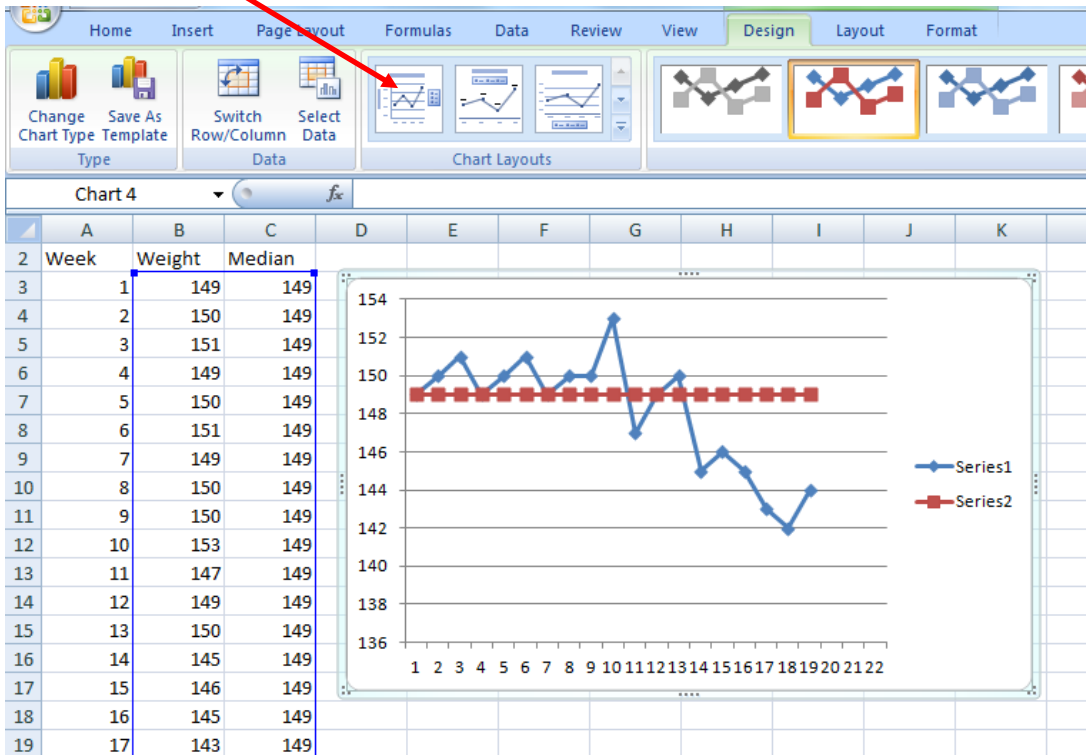 Home Insert Page Layout Formulas Data Review View Design Layout Format
Change Chart Type Save As Template Switch Row/Column Select Data
Type Data Chart Layouts
Chart 4 fx
A B C D E F G H I J K
2 Week Weight Median
3 1 149 149
4 2 150 149
5 3 151 149
6 4 149 149
7 5 150 149
8 6 151 149
9 7 149 149
10 8 150 149
11 9 150 149
12 10 153 149
13 11 147 149
14 12 149 149
15 13 150 149
16 14 145 149
17 15 146 149
18 16 145 149
19 17 143 149
154
152
150
148
146
144
142
140
138
136
1 2 3 4 5 6 7 8 9 10 11 12 13 14 15 16 17 18 19 20 21 22
Series1
Series2